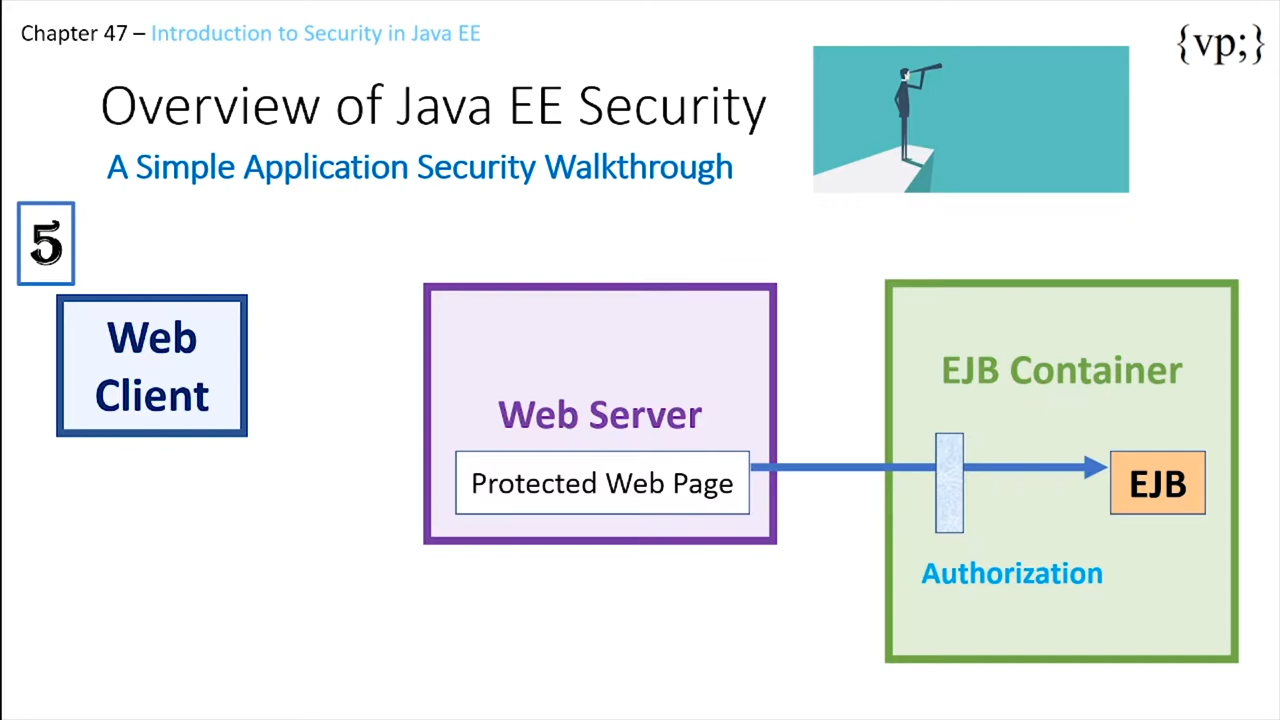 Chapter 47 – Introduction to Security in Java EE
{vp;}
Overview of Java EE Security
A Simple Application Security Walkthrough
5
Web
Client
Web Server
Protected Web Page
EJB Container
EJB
Authorization